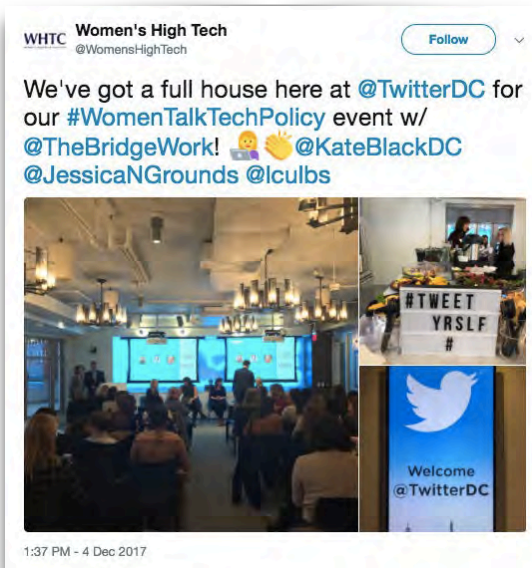 WHTC
Women's High Tech
@WomensHighTech
Follow
We've got a full house here at @TwitterDC for
our #WomenTalkTechPolicy event w/
@TheBridgeWork! 👩‍💻👏@KateBlackDC
@JessicaNGrounds @lculbs
#TWEET
YRSLF
#
Welcome
@TwitterDC
1:37 PM - 4 Dec 2017